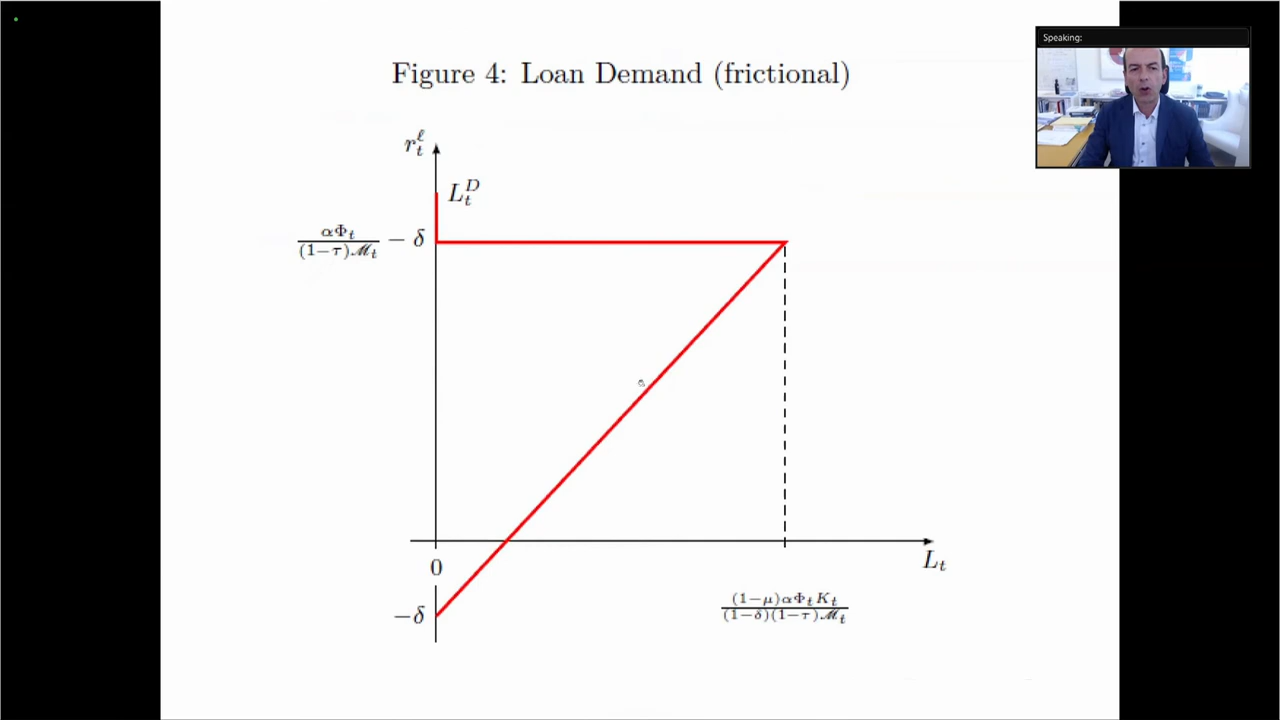 Speaking:
Figure 4: Loan Demand (frictional)
r_t^ℓ
L_t^D
αΦ_t / (1−τ)ℳ_t − δ
0
L_t
−δ
(1−μ)αΦ_tK_t / (1−δ)(1−τ)ℳ_t